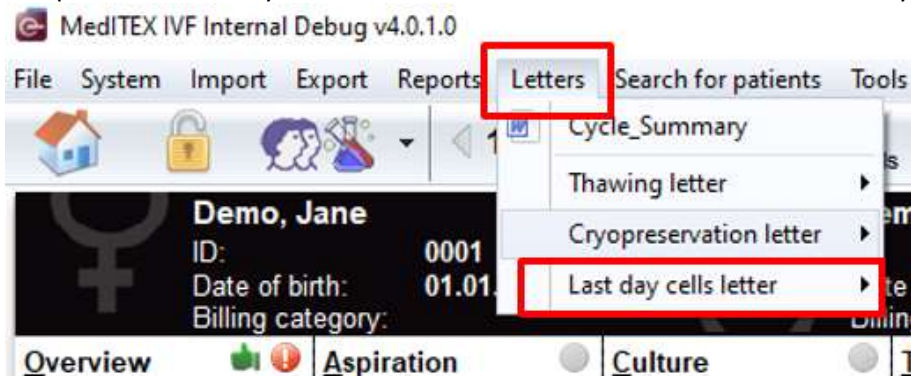 MedITEX IVF Internal Debug v4.0.1.0
File System Import Export Reports Letters Search for patients Tools
Cycle_Summary
Thawing letter
Cryopreservation letter
Last day cells letter
Demo, Jane
ID: 0001
Date of birth: 01.01.
Billing category:
Overview Aspiration Culture